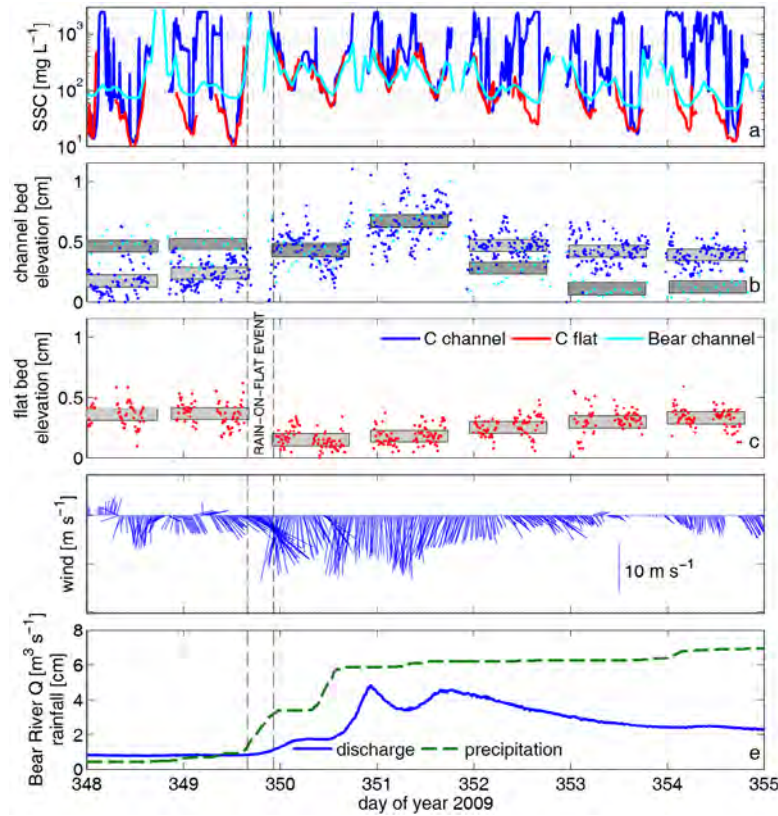 SSC [mg L⁻¹]
10³
10²
10¹
a
channel bed
elevation [cm]
1
0.5
0
b
flat bed
elevation [cm]
1
0.5
0
RAIN-ON-FLAT EVENT
C channel
C flat
Bear channel
c
wind [m s⁻¹]
10 m s⁻¹
Bear River Q [m³ s⁻¹]
rainfall [cm]
8
6
4
2
0
discharge
precipitation
e
348
349
350
351
352
353
354
355
day of year 2009